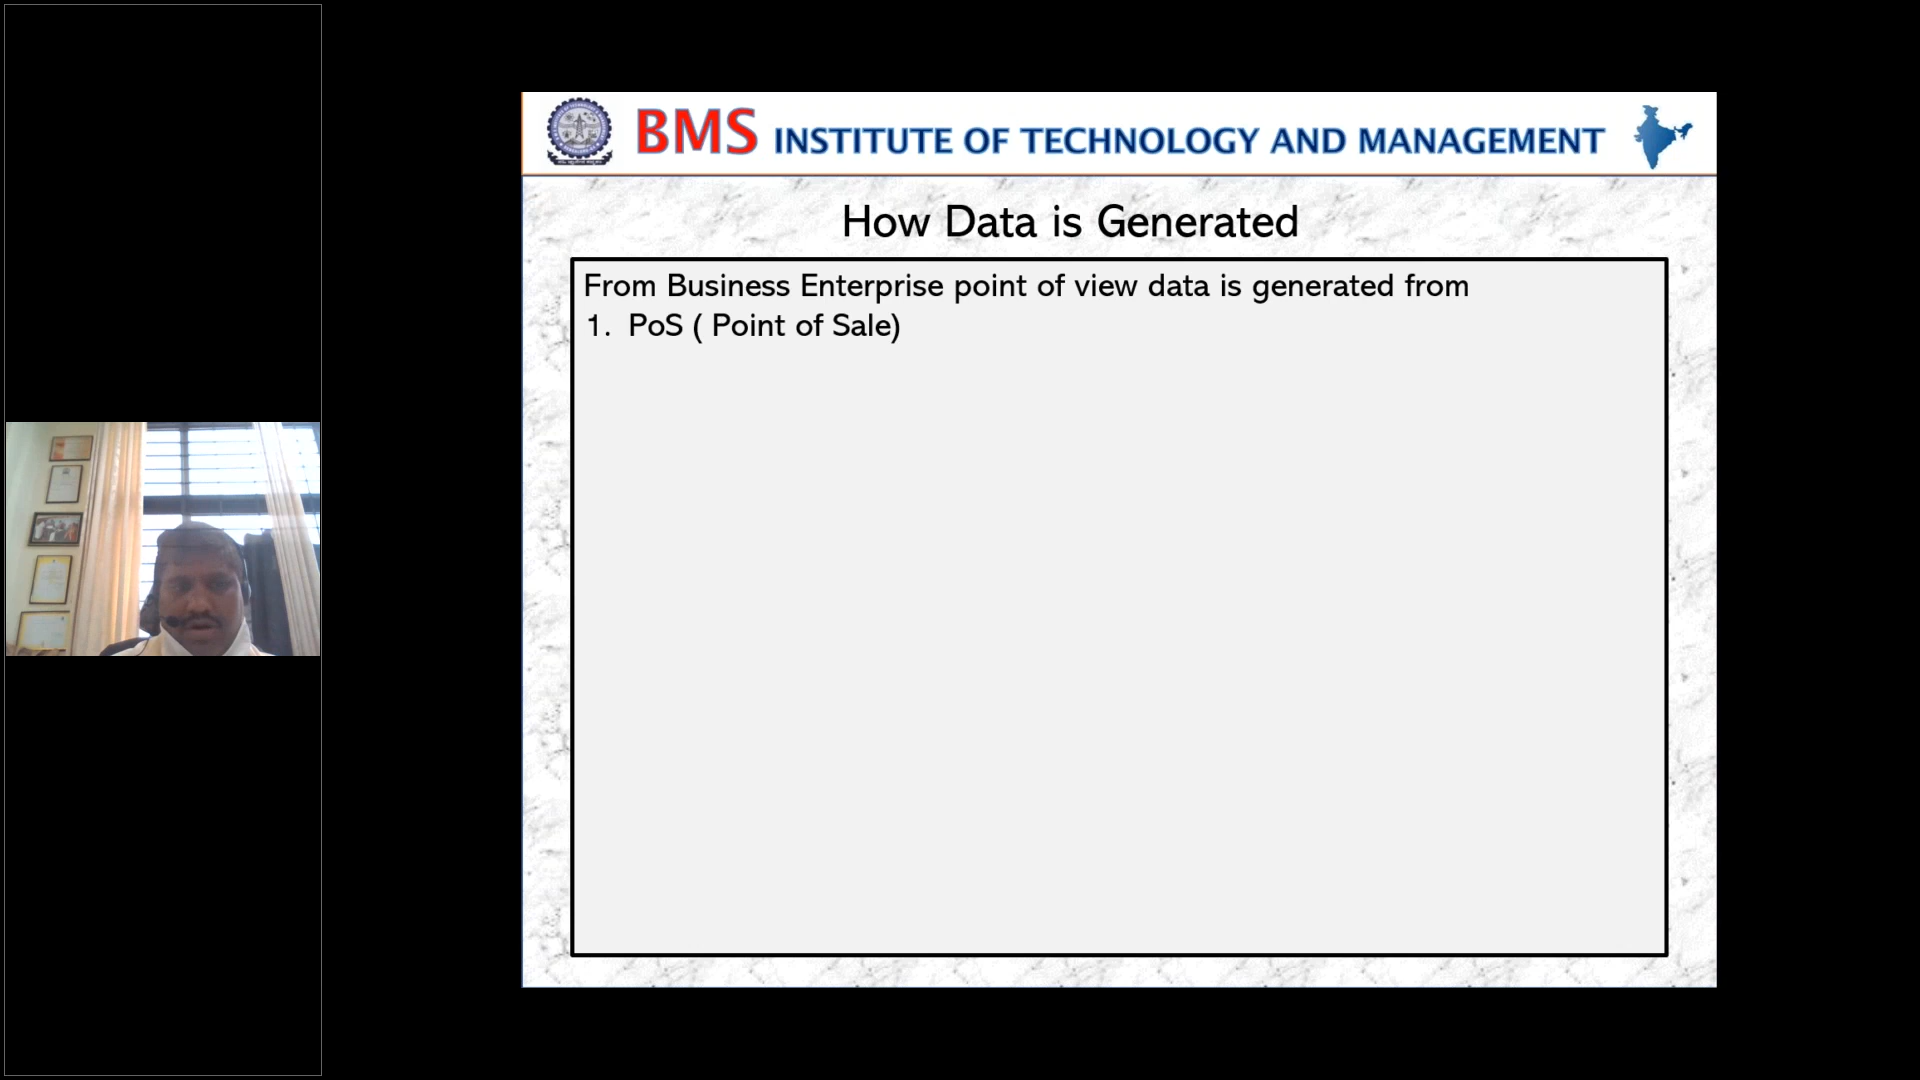 BMS INSTITUTE OF TECHNOLOGY AND MANAGEMENT
How Data is Generated
From Business Enterprise point of view data is generated from
1. PoS ( Point of Sale)